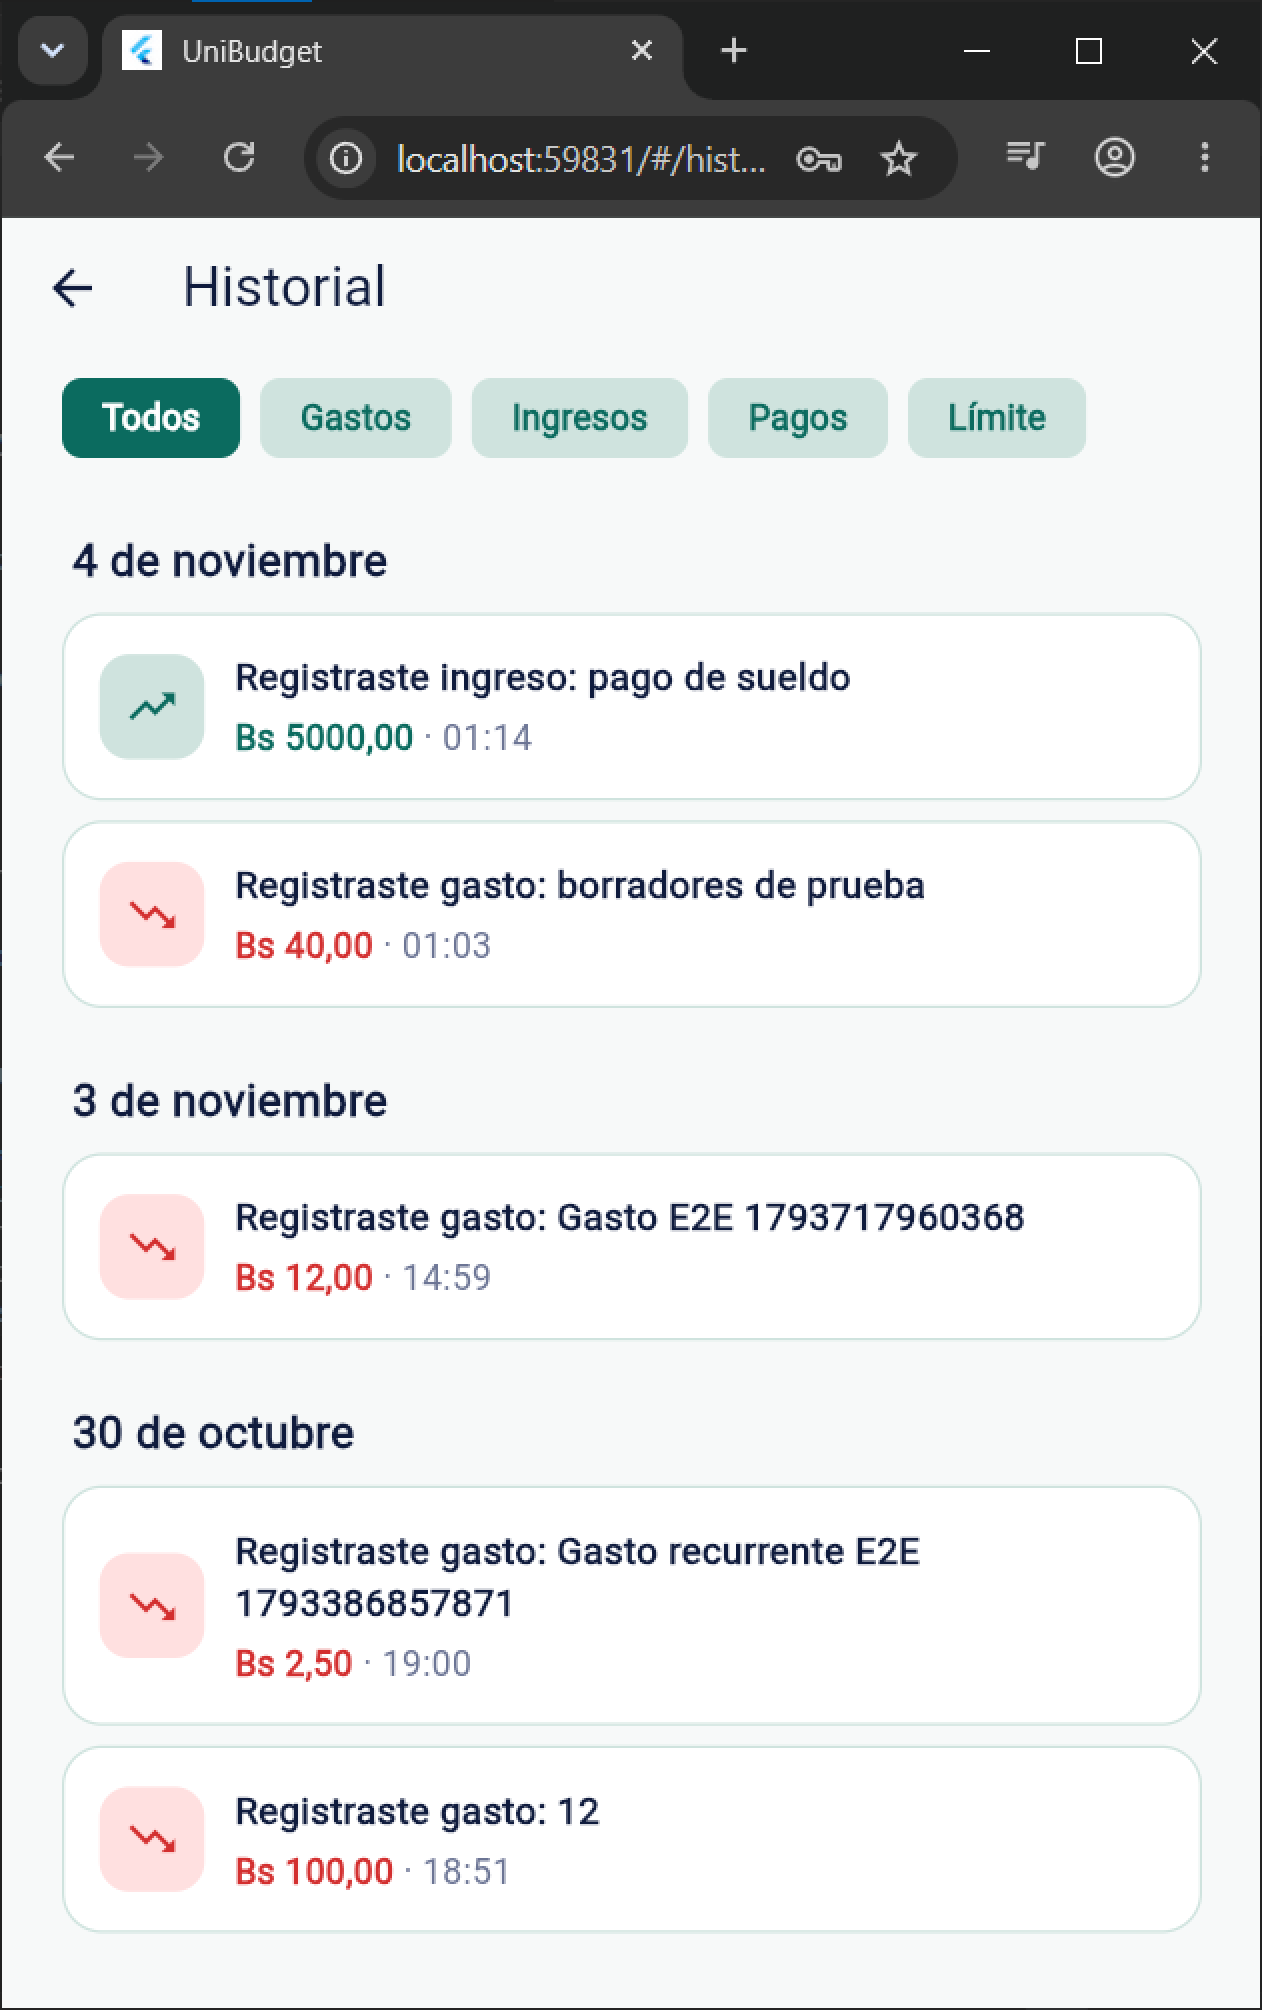 UniBudget
localhost:59831/#/hist...
Historial
Todos
Gastos
Ingresos
Pagos
Límite
4 de noviembre
Registraste ingreso: pago de sueldo
Bs 5000,00 · 01:14
Registraste gasto: borradores de prueba
Bs 40,00 · 01:03
3 de noviembre
Registraste gasto: Gasto E2E 1793717960368
Bs 12,00 · 14:59
30 de octubre
Registraste gasto: Gasto recurrente E2E
1793386857871
Bs 2,50 · 19:00
Registraste gasto: 12
Bs 100,00 · 18:51